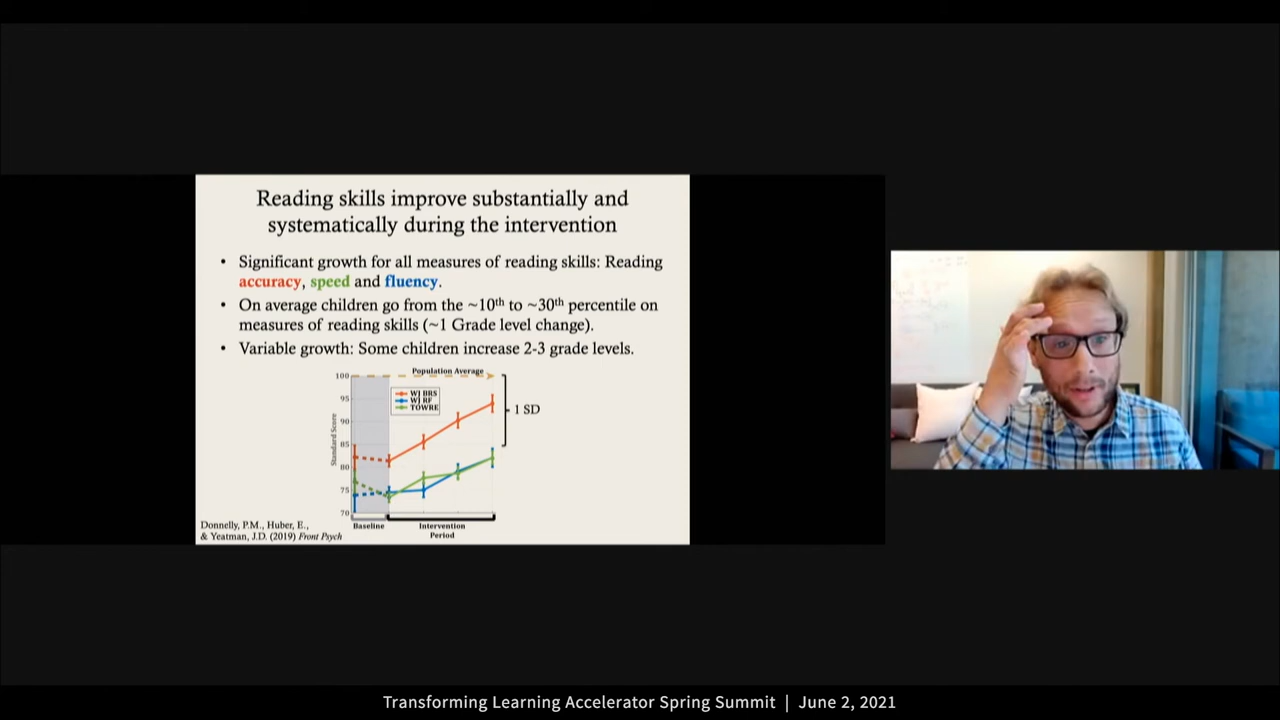 Reading skills improve substantially and
systematically during the intervention
• Significant growth for all measures of reading skills: Reading
accuracy, speed and fluency.
• On average children go from the ~10th to ~30th percentile on
measures of reading skills (~1 Grade level change).
• Variable growth: Some children increase 2-3 grade levels.
Population Average
100
95
90
85
80
75
70
Standard Score
WJ BRS
WJ RF
TOWRE
1 SD
Baseline
Intervention
Period
Donnelly, P.M., Huber, E.,
& Yeatman, J.D. (2019) Front Psych
Transforming Learning Accelerator Spring Summit | June 2, 2021